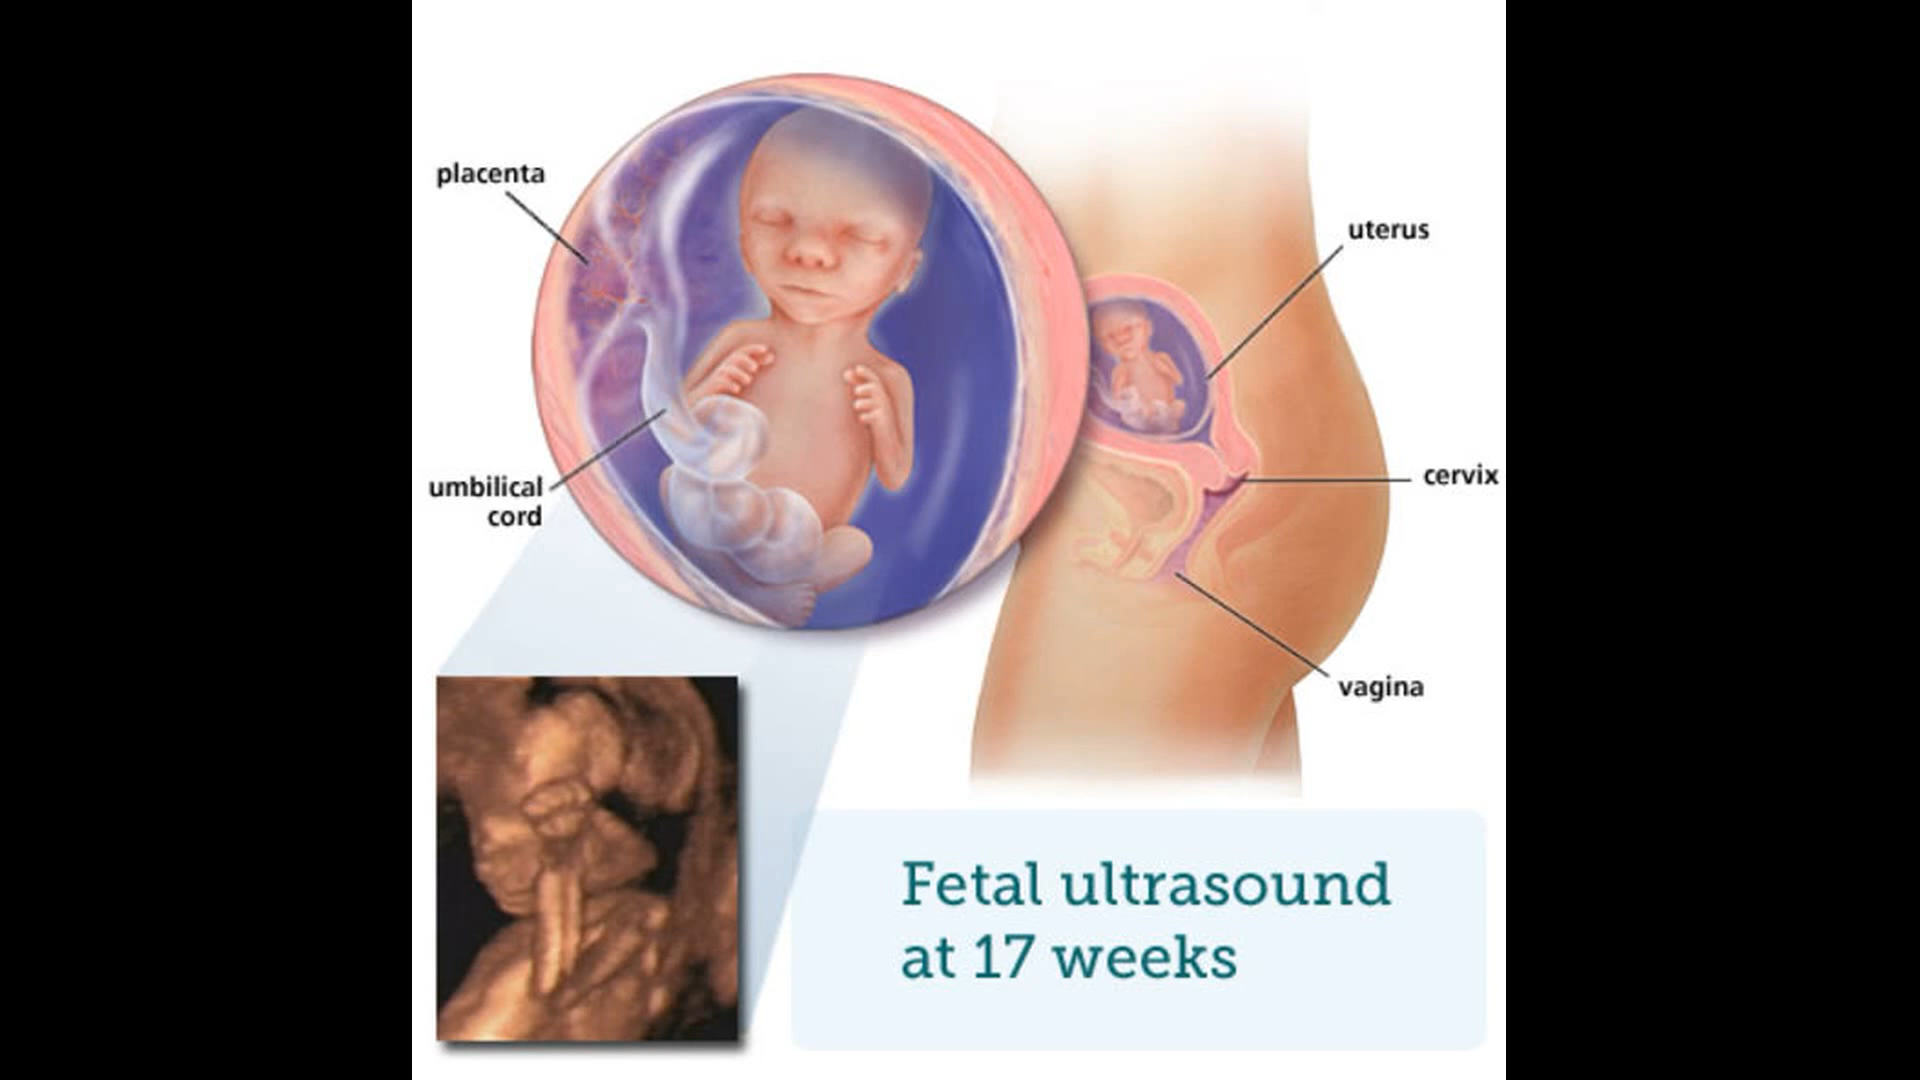 placenta
uterus
umbilical
cord
cervix
vagina
Fetal ultrasound
at 17 weeks